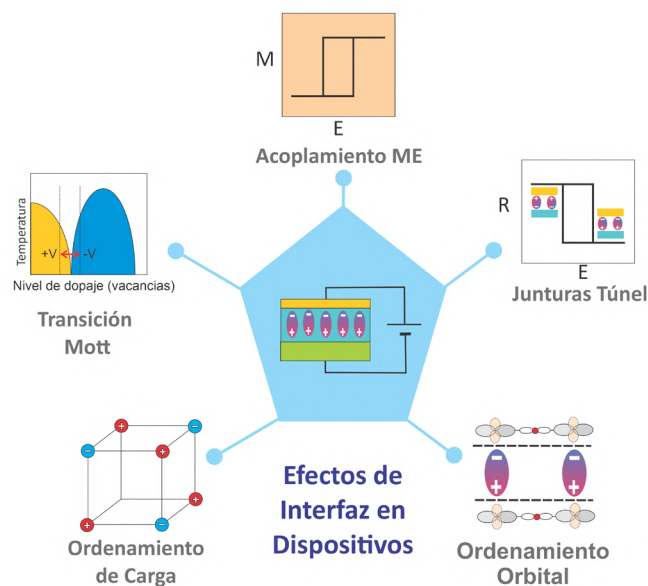 M
E
Acoplamiento ME
Temperatura
+V
-V
Nivel de dopaje (vacancias)
Transición
Mott
R
E
Junturas Túnel
Efectos de
Interfaz en
Dispositivos
Ordenamiento
de Carga
Ordenamiento
Orbital